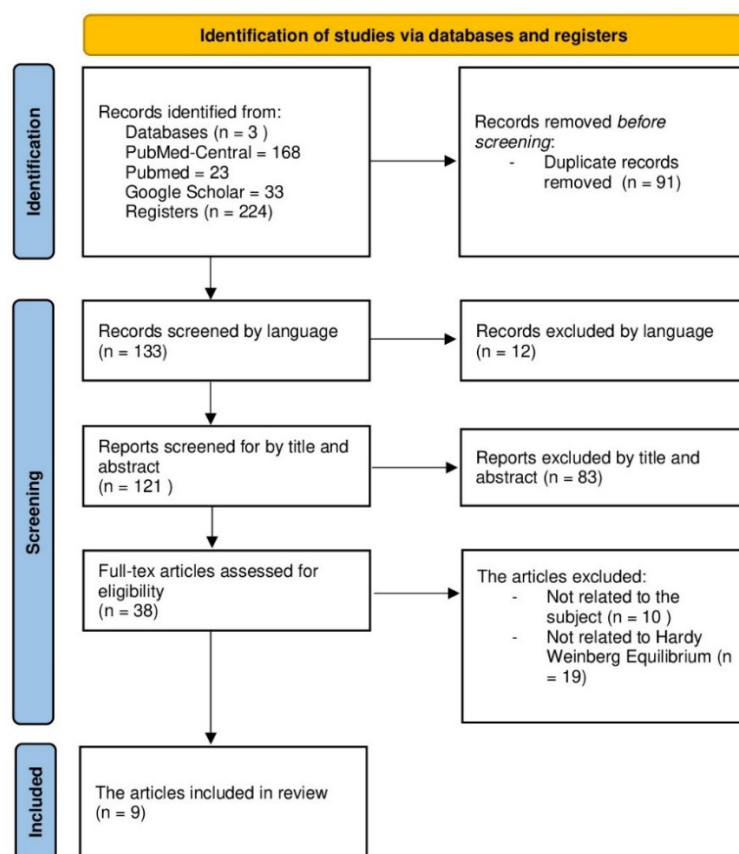 Identification of studies via databases and registers
Identification
Records identified from:
Databases (n = 3 )
PubMed-Central = 168
Pubmed = 23
Google Scholar = 33
Registers (n = 224)
Records removed before
screening:
- Duplicate records
removed (n = 91)
Screening
Records screened by language
(n = 133)
Records excluded by language
(n = 12)
Reports screened for by title and
abstract
(n = 121 )
Reports excluded by title and
abstract (n = 83)
Full-tex articles assessed for
eligibility
(n = 38)
The articles excluded:
- Not related to the
subject (n = 10 )
- Not related to Hardy
Weinberg Equilibrium (n
= 19)
Included
The articles included in review
(n = 9)